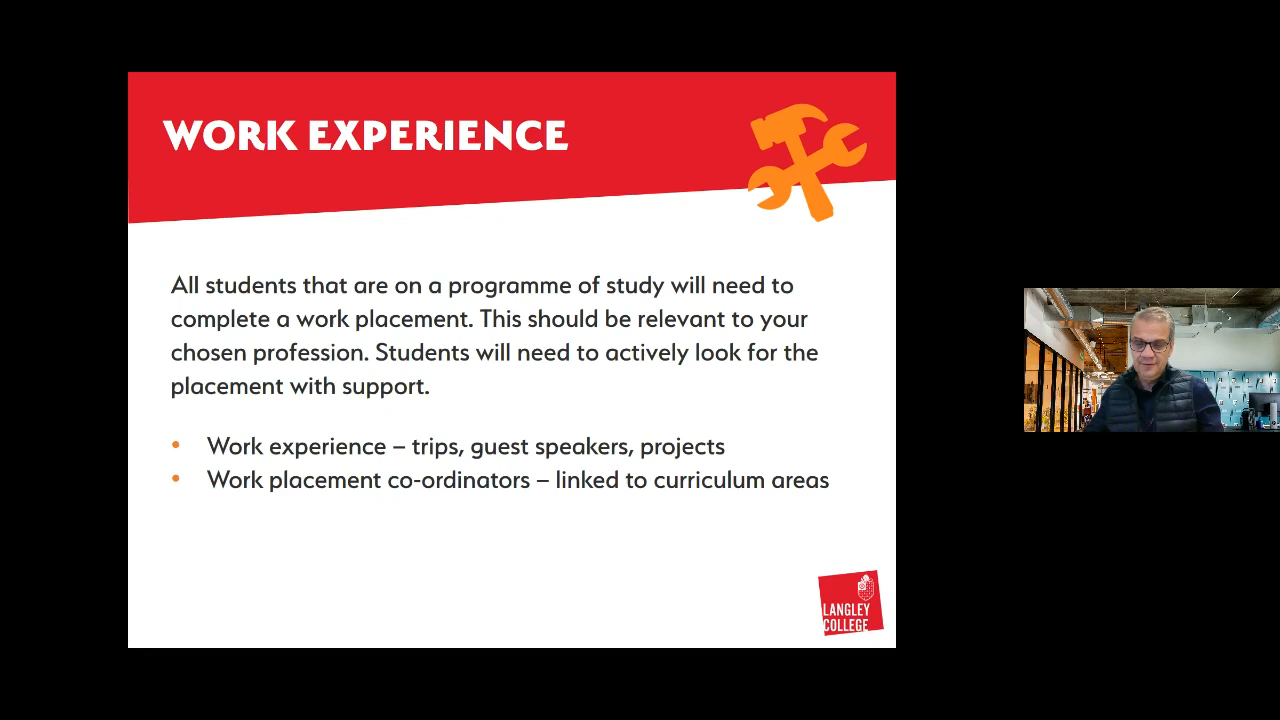 WORK EXPERIENCE
All students that are on a programme of study will need to
complete a work placement. This should be relevant to your
chosen profession. Students will need to actively look for the
placement with support.
• Work experience – trips, guest speakers, projects
• Work placement co-ordinators – linked to curriculum areas
LANGLEY
COLLEGE